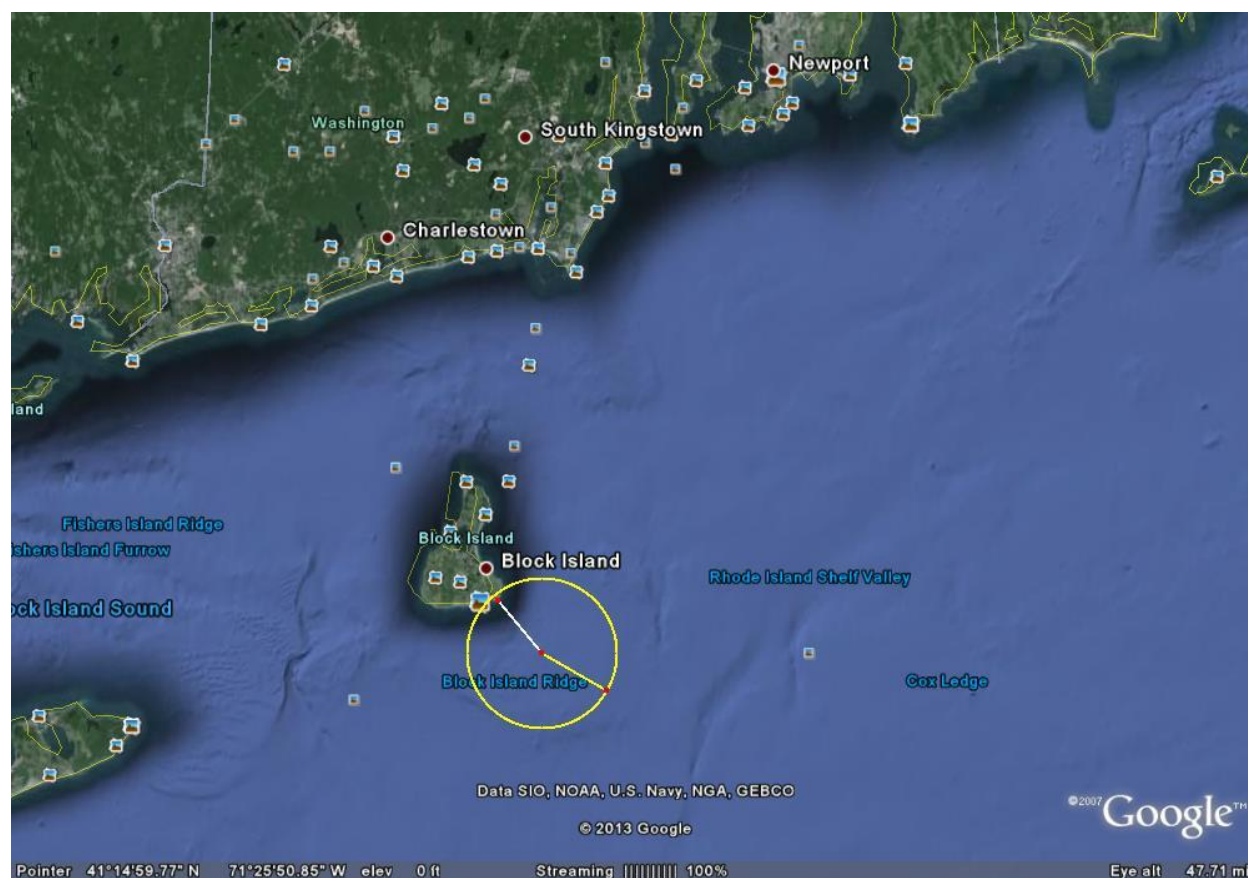 Newport
Washington
South Kingstown
Charlestown
land
Fishers Island Ridge
ishers Island Furrow
Block Island
Block Island
Rhode Island Shelf Valley
ock Island Sound
Block Island Ridge
Cox Ledge
Data SIO, NOAA, U.S. Navy, NGA, GEBCO
©2007 Google™
© 2013 Google
Pointer 41°14'59.77" N 71°25'50.85" W elev 0 ft Streaming |||||||||| 100% Eye alt 47.71 mi